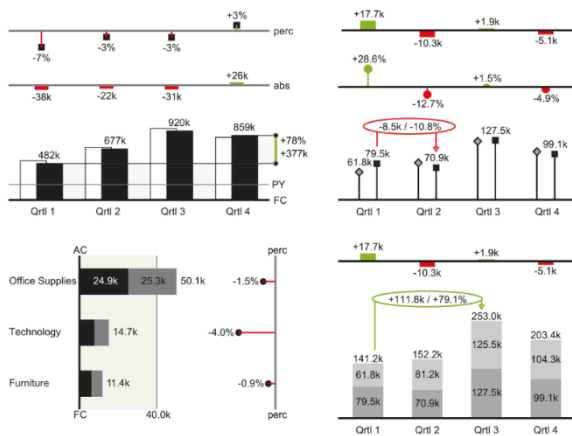 +3%
perc
-7%
-3%
-3%
+26k
abs
-38k
-22k
-31k
482k
677k
920k
859k
+78%
+377k
PY
FC
Qrtl 1
Qrtl 2
Qrtl 3
Qrtl 4
+17.7k
+1.9k
-10.3k
-5.1k
+28.6%
+1.5%
-12.7%
-4.9%
-8.5k / -10.8%
61.8k
79.5k
70.9k
127.5k
99.1k
Qrtl 1
Qrtl 2
Qrtl 3
Qrtl 4
AC
perc
Office Supplies
24.9k
25.3k
50.1k
-1.5%
Technology
14.7k
-4.0%
Furniture
11.4k
-0.9%
FC
40.0k
perc
+17.7k
+1.9k
-10.3k
-5.1k
+111.8k / +79.1%
253.0k
203.4k
141.2k
152.2k
61.8k
81.2k
125.5k
104.3k
79.5k
70.9k
127.5k
99.1k
Qrtl 1
Qrtl 2
Qrtl 3
Qrtl 4